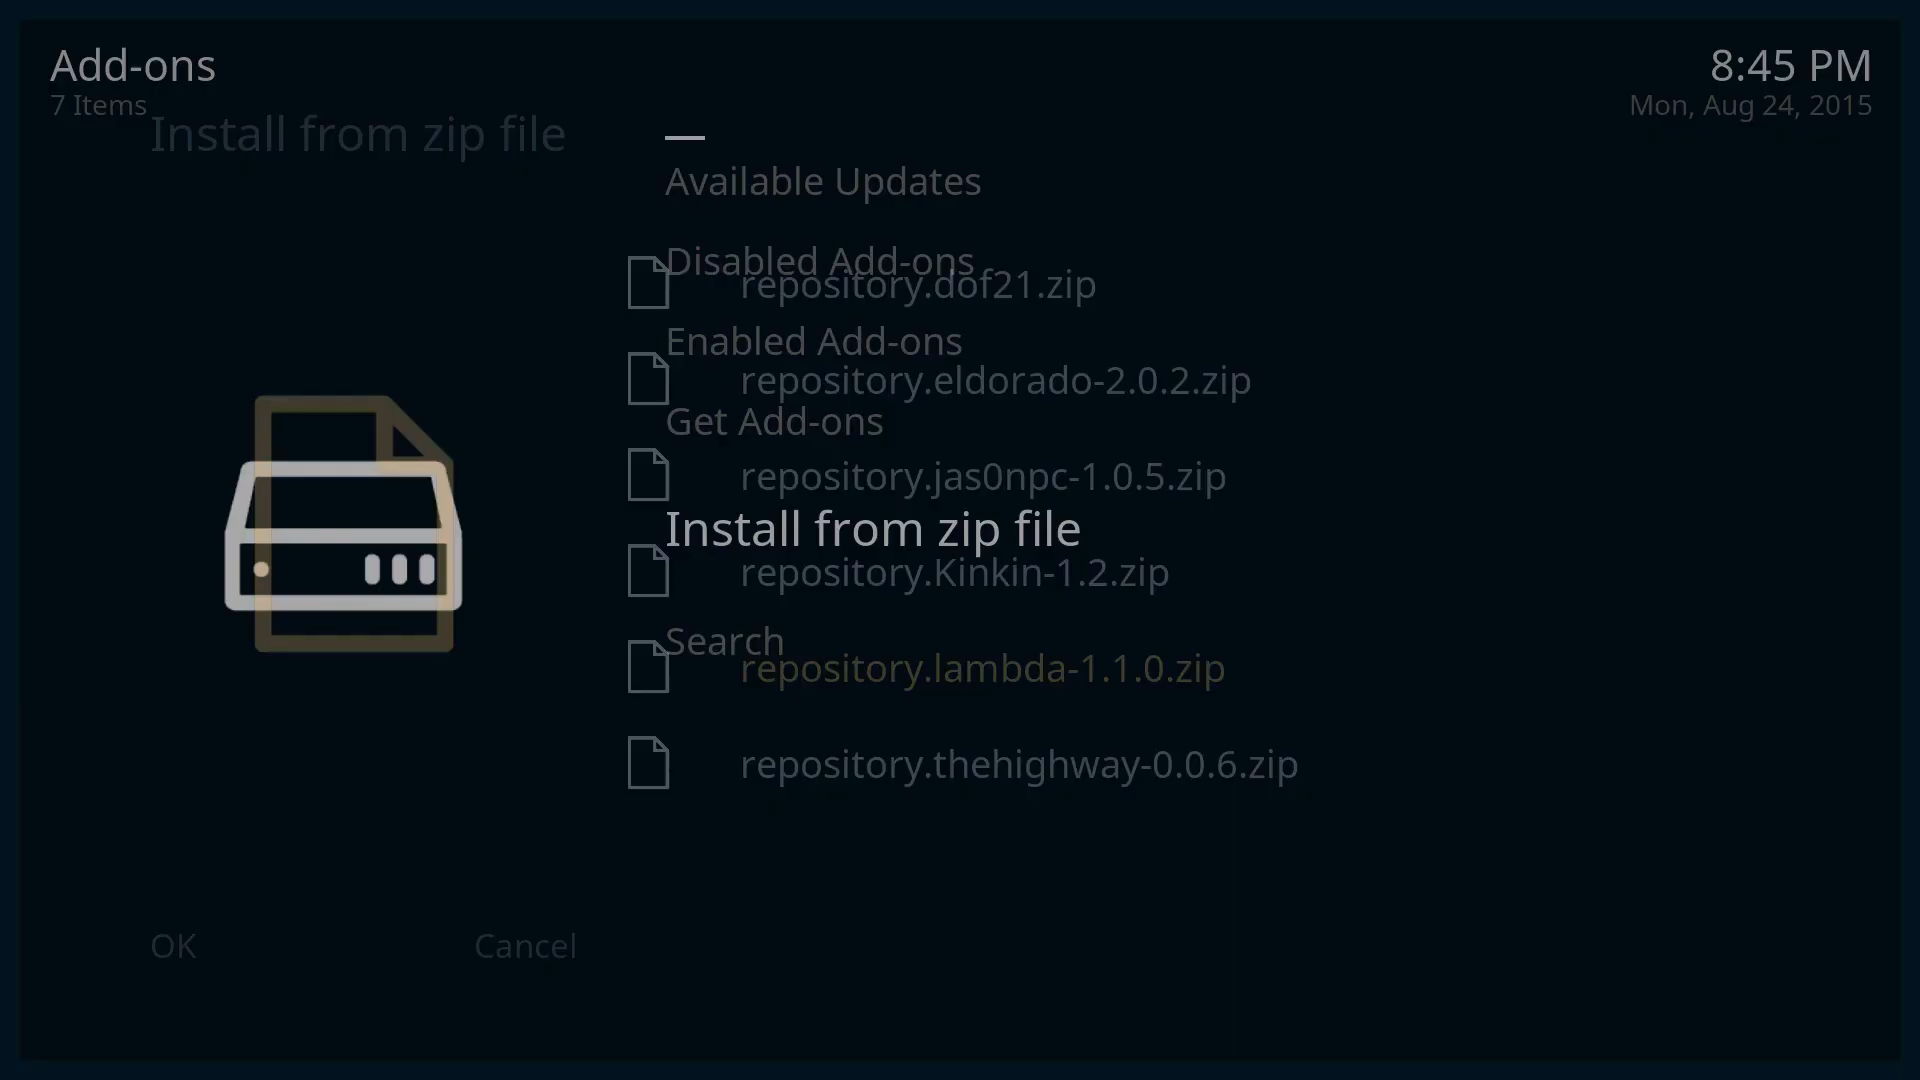 Add-ons
8:45 PM
7 Items
Mon, Aug 24, 2015
Install from zip file
Available Updates
Disabled Add-ons
repository.dof21.zip
Enabled Add-ons
repository.eldorado-2.0.2.zip
Get Add-ons
repository.jas0npc-1.0.5.zip
Install from zip file
repository.Kinkin-1.2.zip
Search
repository.lambda-1.1.0.zip
repository.thehighway-0.0.6.zip
OK
Cancel